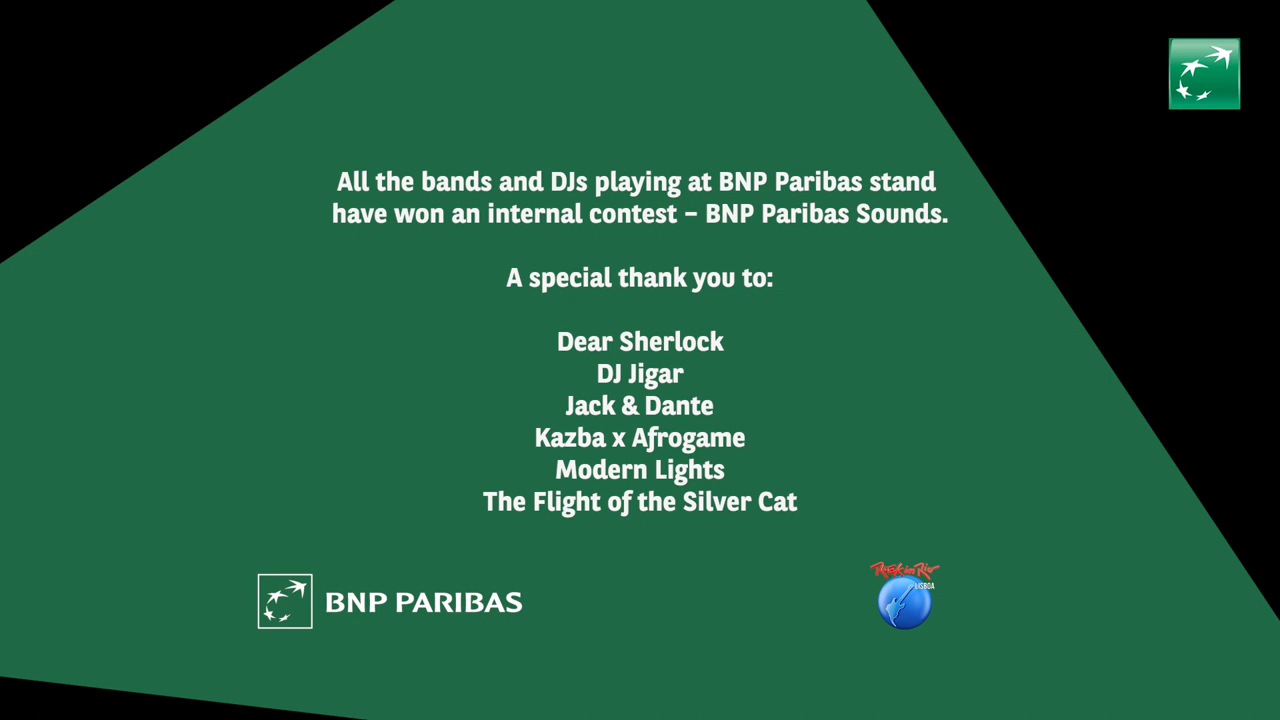 All the bands and DJs playing at BNP Paribas stand
have won an internal contest – BNP Paribas Sounds.
A special thank you to:
Dear Sherlock
DJ Jigar
Jack & Dante
Kazba x Afrogame
Modern Lights
The Flight of the Silver Cat
BNP PARIBAS
Rock in Rio
LISBOA